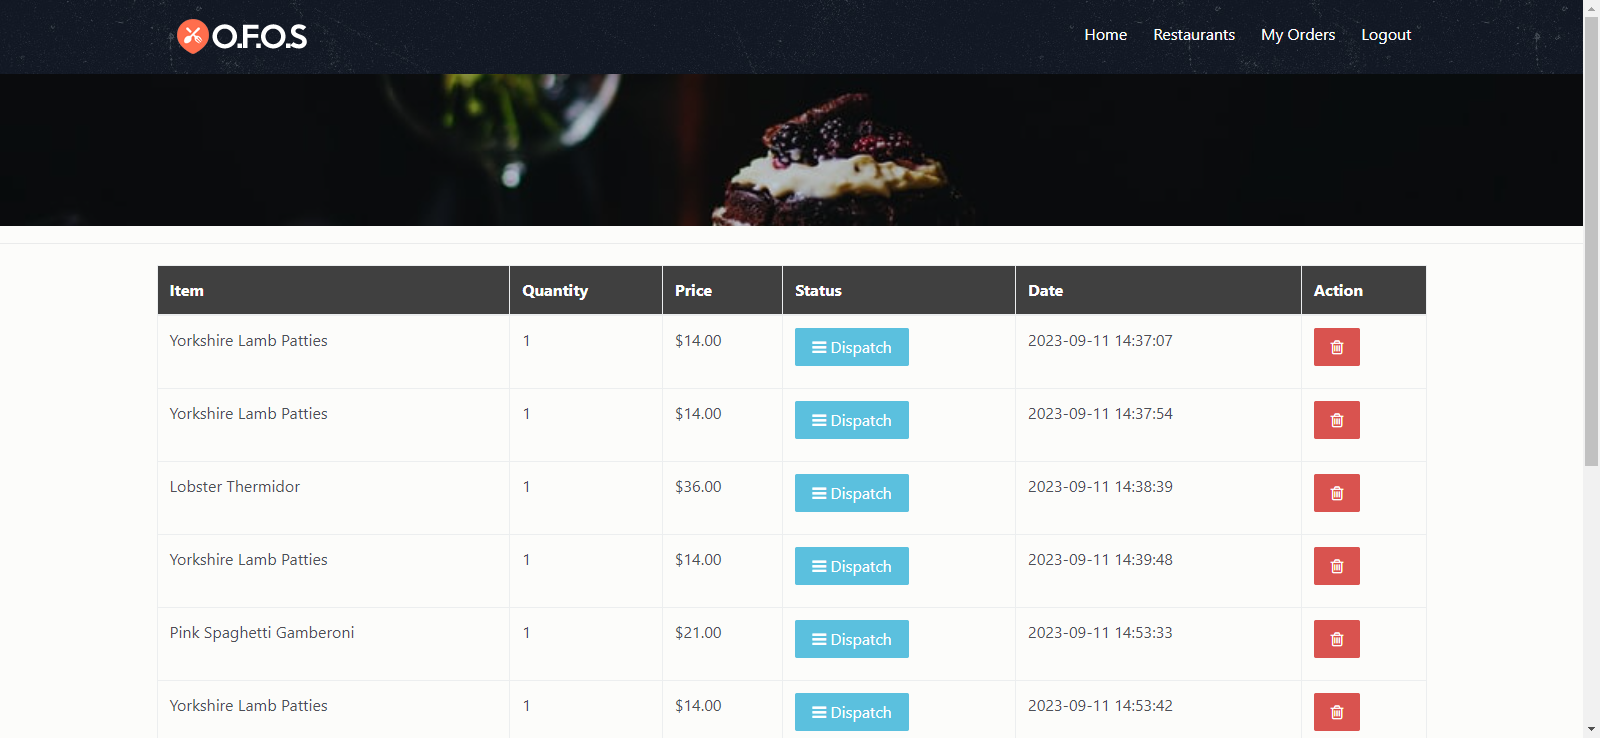 O.F.O.S
Home Restaurants My Orders Logout
Item Quantity Price Status Date Action
Yorkshire Lamb Patties 1 $14.00 Dispatch 2023-09-11 14:37:07
Yorkshire Lamb Patties 1 $14.00 Dispatch 2023-09-11 14:37:54
Lobster Thermidor 1 $36.00 Dispatch 2023-09-11 14:38:39
Yorkshire Lamb Patties 1 $14.00 Dispatch 2023-09-11 14:39:48
Pink Spaghetti Gamberoni 1 $21.00 Dispatch 2023-09-11 14:53:33
Yorkshire Lamb Patties 1 $14.00 Dispatch 2023-09-11 14:53:42